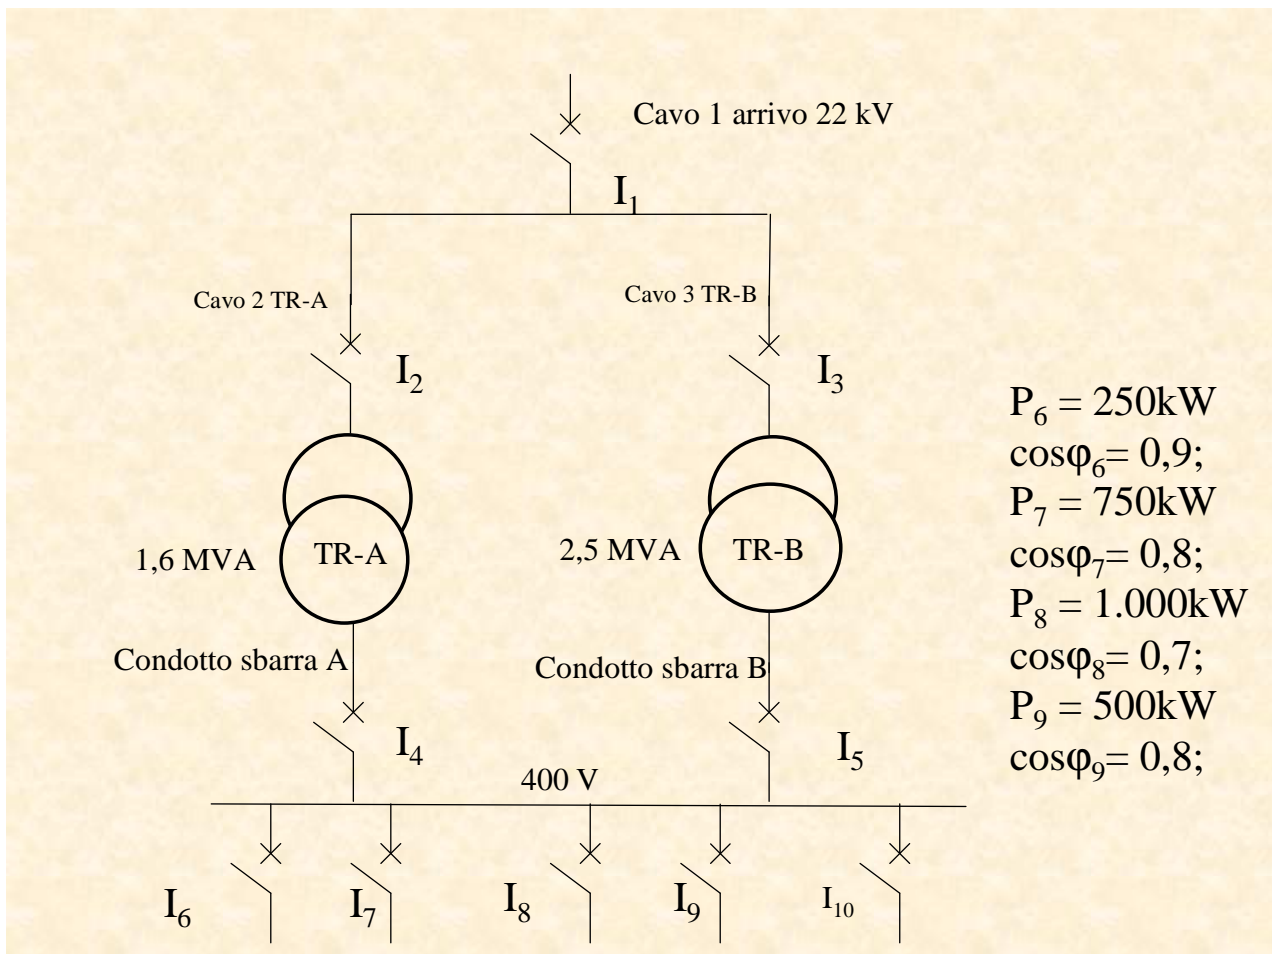 Cavo 1 arrivo 22 kV
I₁
Cavo 2 TR-A
Cavo 3 TR-B
I₂
I₃
1,6 MVA
TR-A
2,5 MVA
TR-B
Condotto sbarra A
Condotto sbarra B
I₄
I₅
400 V
I₆
I₇
I₈
I₉
I₁₀
P₆ = 250kW
cosφ₆= 0,9;
P₇ = 750kW
cosφ₇= 0,8;
P₈ = 1.000kW
cosφ₈= 0,7;
P₉ = 500kW
cosφ₉= 0,8;